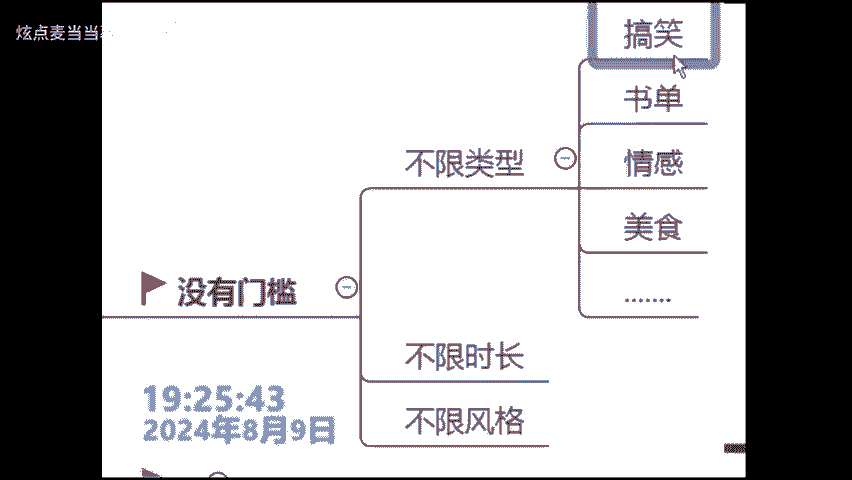 炫点麦当当
搞笑
书单
不限类型
情感
美食
.......
没有门槛
不限时长
不限风格
19:25:43
2024年8月9日